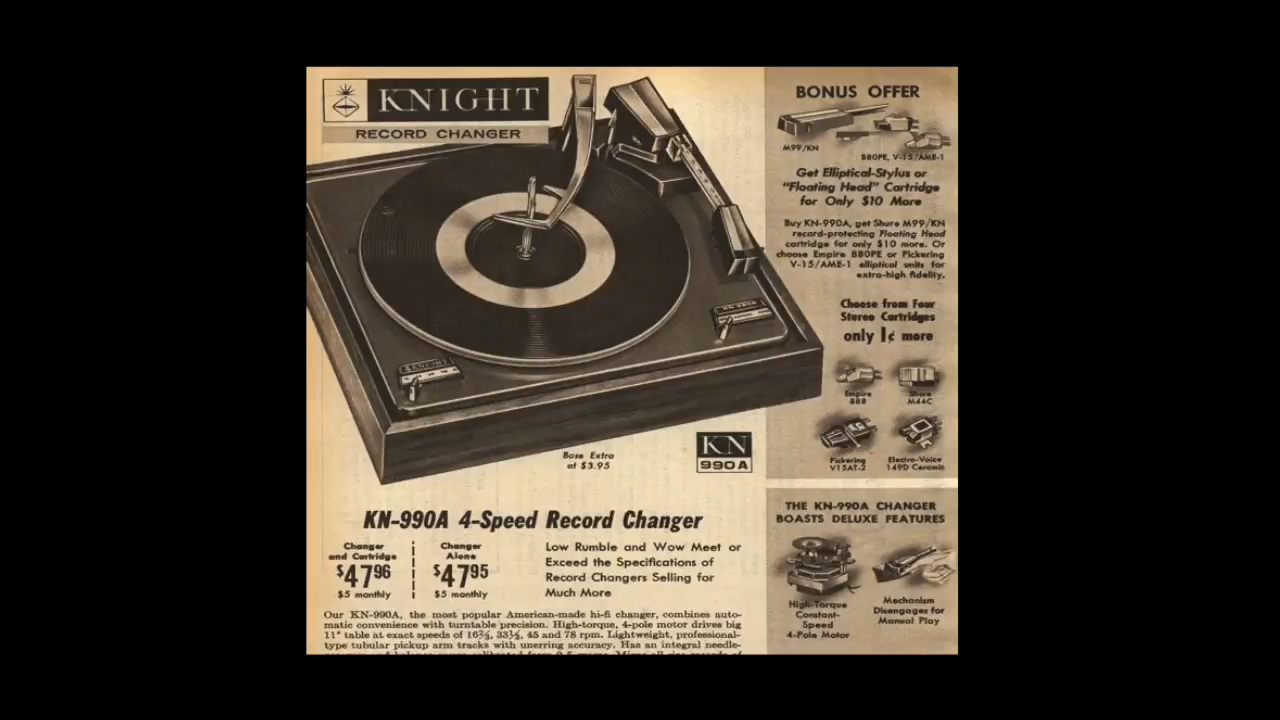 KNIGHT
RECORD CHANGER
KNIGHT
Base Extra
at $3.95
KN
990A
KN-990A 4-Speed Record Changer
Changer
and Cartridge
$47.96
$5 monthly
Changer
Alone
$47.95
$5 monthly
Low Rumble and Wow Meet or
Exceed the Specifications of
Record Changers Selling for
Much More
Our KN-990A, the most popular American-made hi-fi changer, combines auto-
matic convenience with turntable precision. High-torque, 4-pole motor drives big
11" table at exact speeds of 16⅔, 33⅓, 45 and 78 rpm. Lightweight, professional-
type tubular pickup arm tracks with unerring accuracy. Has an integral needle-
BONUS OFFER
M99/KN
880PE, V-15/AME-1
Get Elliptical-Stylus or
"Floating Head" Cartridge
for Only $10 More
Buy KN-990A, get Shure M99/KN
record-protecting Floating Head
cartridge for only $10 more. Or
choose Empire 880PE or Pickering
V-15/AME-1 elliptical units for
extra-high fidelity.
Choose from Four
Stereo Cartridges
only 1¢ more
Empire
888
Shure
M44C
Pickering
V15AT-2
Electro-Voice
149D Ceramic
THE KN-990A CHANGER
BOASTS DELUXE FEATURES
High-Torque
Constant-
Speed
4-Pole Motor
Mechanism
Disengages for
Manual Play